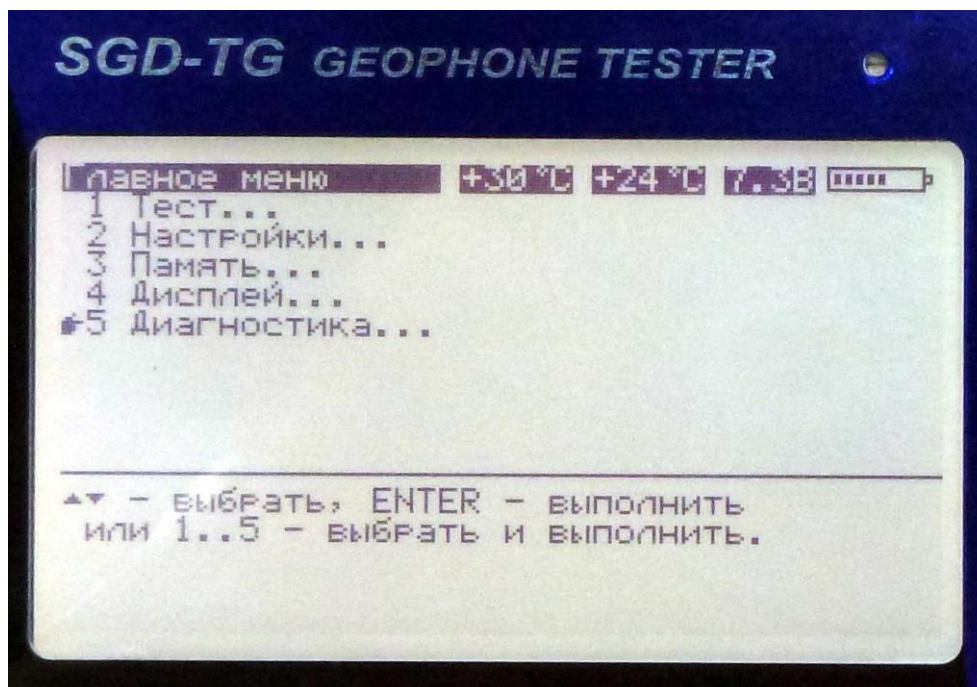 SGD-TG GEOPHONE TESTER
Главное меню +30°C +24°C 7.3В
1 Тест...
2 Настройки...
3 Память...
4 Дисплей...
5 Диагностика...
– выбрать, ENTER – выполнить
или 1..5 – выбрать и выполнить.